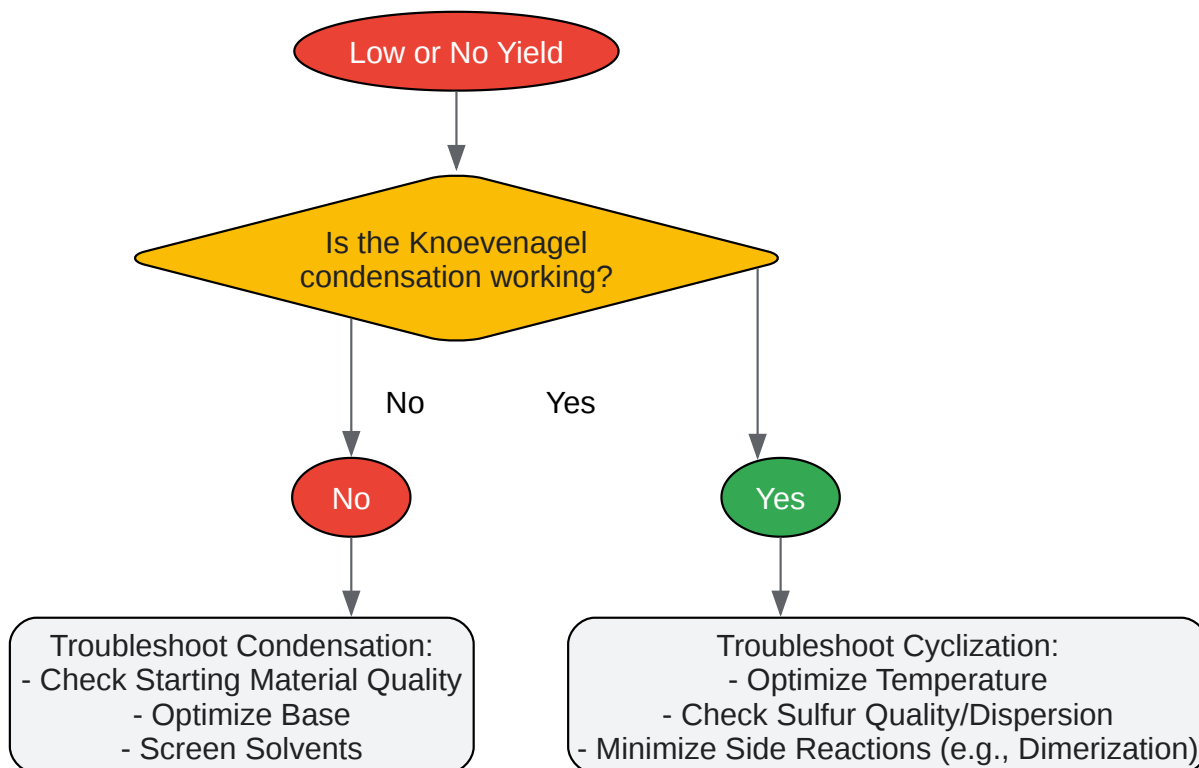 Low or No Yield
Is the Knoevenagel
condensation working?
No
Yes
No
Yes
Troubleshoot Condensation:
- Check Starting Material Quality
- Optimize Base
- Screen Solvents
Troubleshoot Cyclization:
- Optimize Temperature
- Check Sulfur Quality/Dispersion
- Minimize Side Reactions (e.g., Dimerization)